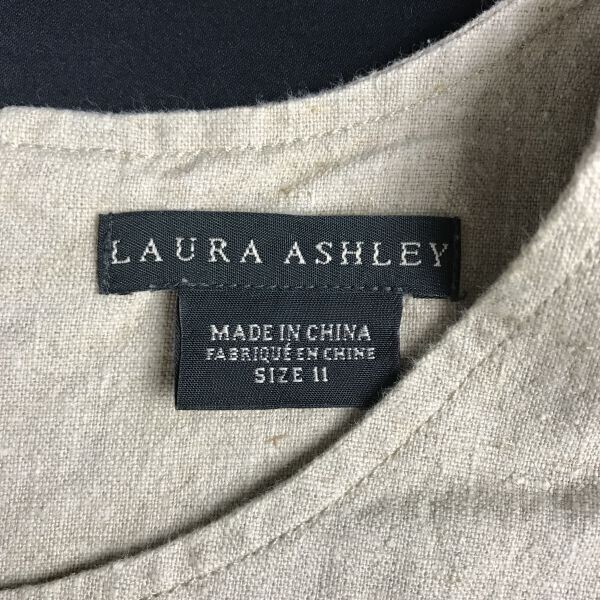 LAURA ASHLEY
MADE IN CHINA
FABRIQUÉ EN CHINE
SIZE 11